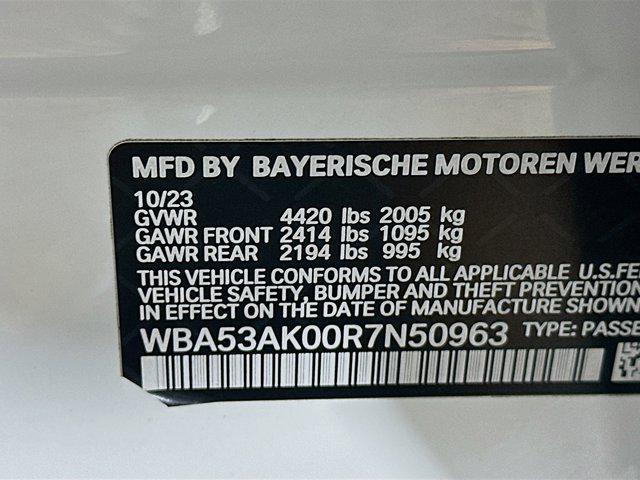 MFD BY BAYERISCHE MOTOREN WER
10/23
GVWR 4420 lbs 2005 kg
GAWR FRONT 2414 lbs 1095 kg
GAWR REAR 2194 lbs 995 kg
THIS VEHICLE CONFORMS TO ALL APPLICABLE U.S.FE
VEHICLE SAFETY, BUMPER AND THEFT PREVENTION
IN EFFECT ON THE DATE OF MANUFACTURE SHOWN
WBA53AK00R7N50963 TYPE: PASSE